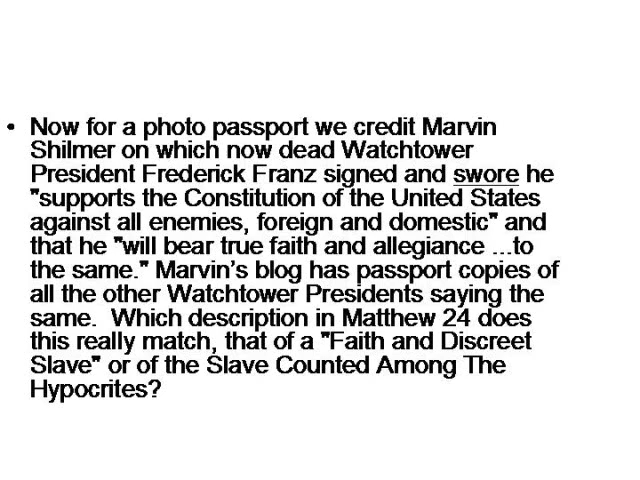 • Now for a photo passport we credit Marvin
Shilmer on which now dead Watchtower
President Frederick Franz signed and swore he
"supports the Constitution of the United States
against all enemies, foreign and domestic" and
that he "will bear true faith and allegiance ...to
the same." Marvin's blog has passport copies of
all the other Watchtower Presidents saying the
same.  Which description in Matthew 24 does
this really match, that of a "Faith and Discreet
Slave" or of the Slave Counted Among The
Hypocrites?